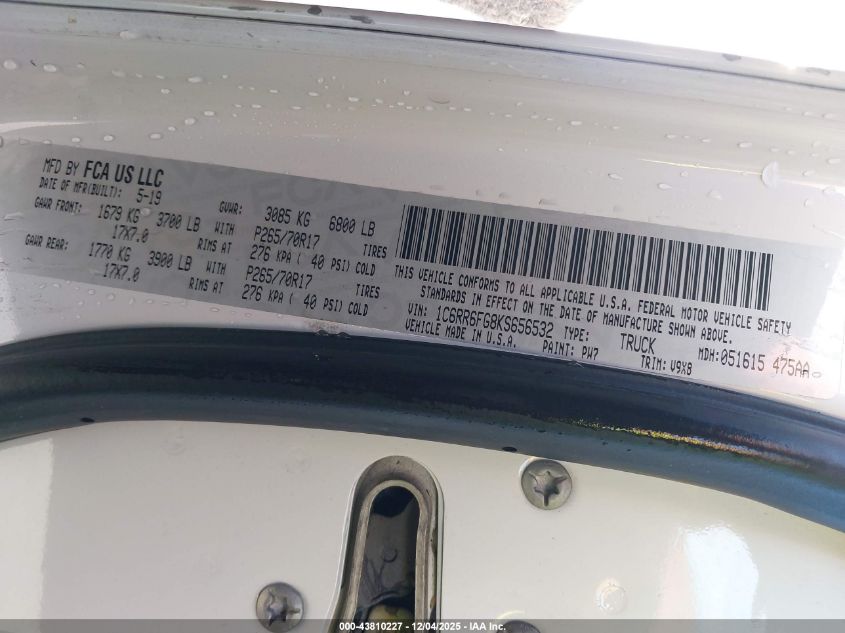 MFD BY FCA US LLC
DATE OF MFR(BUILT): 5-19 GVWR: 3085 KG 6800 LB
GAWR FRONT: 1679 KG 3700 LB WITH P265/70R17 TIRES
17X7.0 RIMS AT 276 KPA ( 40 PSI) COLD
GAWR REAR: 1770 KG 3900 LB WITH P265/70R17 TIRES
17X7.0 RIMS AT 276 KPA ( 40 PSI) COLD
THIS VEHICLE CONFORMS TO ALL APPLICABLE U.S.A. FEDERAL MOTOR VEHICLE SAFETY
STANDARDS IN EFFECT ON THE DATE OF MANUFACTURE SHOWN ABOVE.
VIN: 1C6RR6FG8KS656532 TYPE: TRUCK MDH:051615 475AA
VEHICLE MADE IN U.S.A. PAINT: PW7 TRIM: V9X8
000-43810227 - 12/04/2025 - IAA Inc.